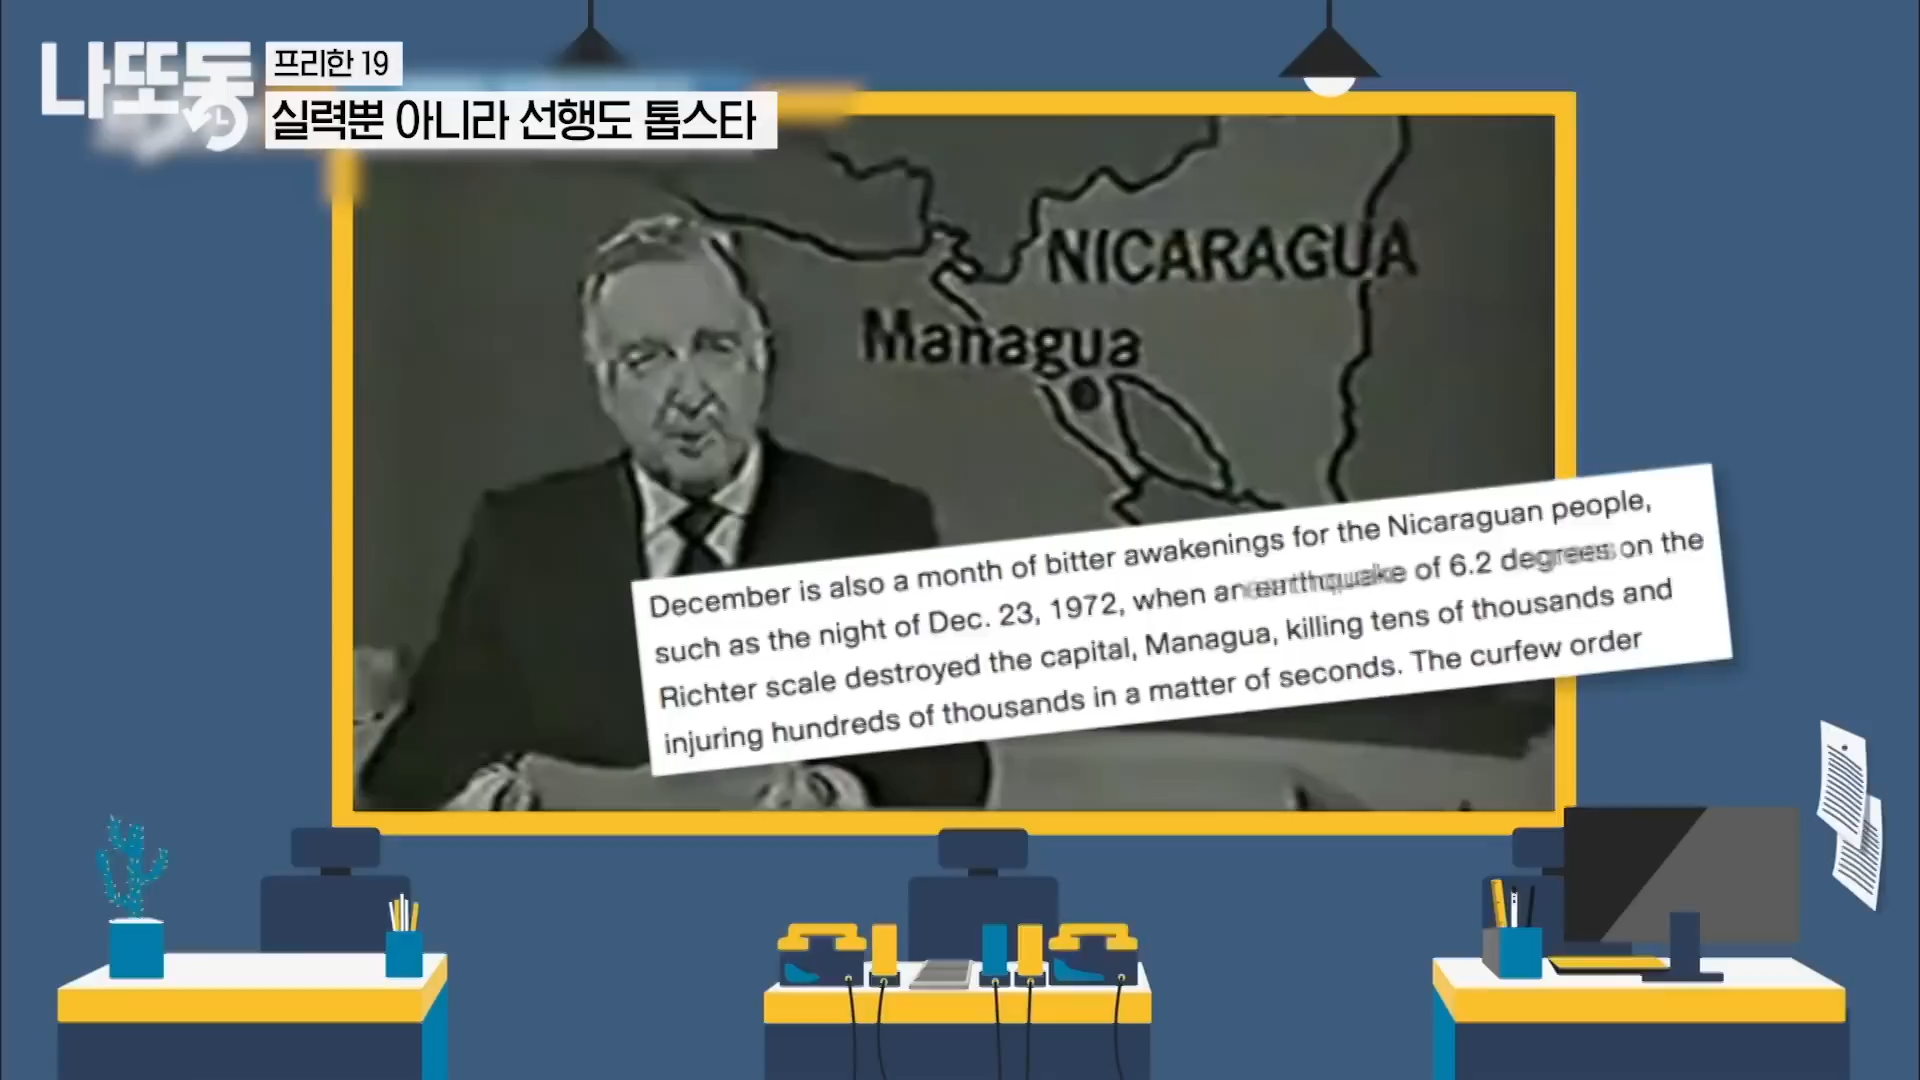 나또동
프리한 19
실력뿐 아니라 선행도 톱스타
NICARAGUA
Managua
December is also a month of bitter awakenings for the Nicaraguan people,
such as the night of Dec. 23, 1972, when an earthquake of 6.2 degrees on the
Richter scale destroyed the capital, Managua, killing tens of thousands and
injuring hundreds of thousands in a matter of seconds. The curfew order